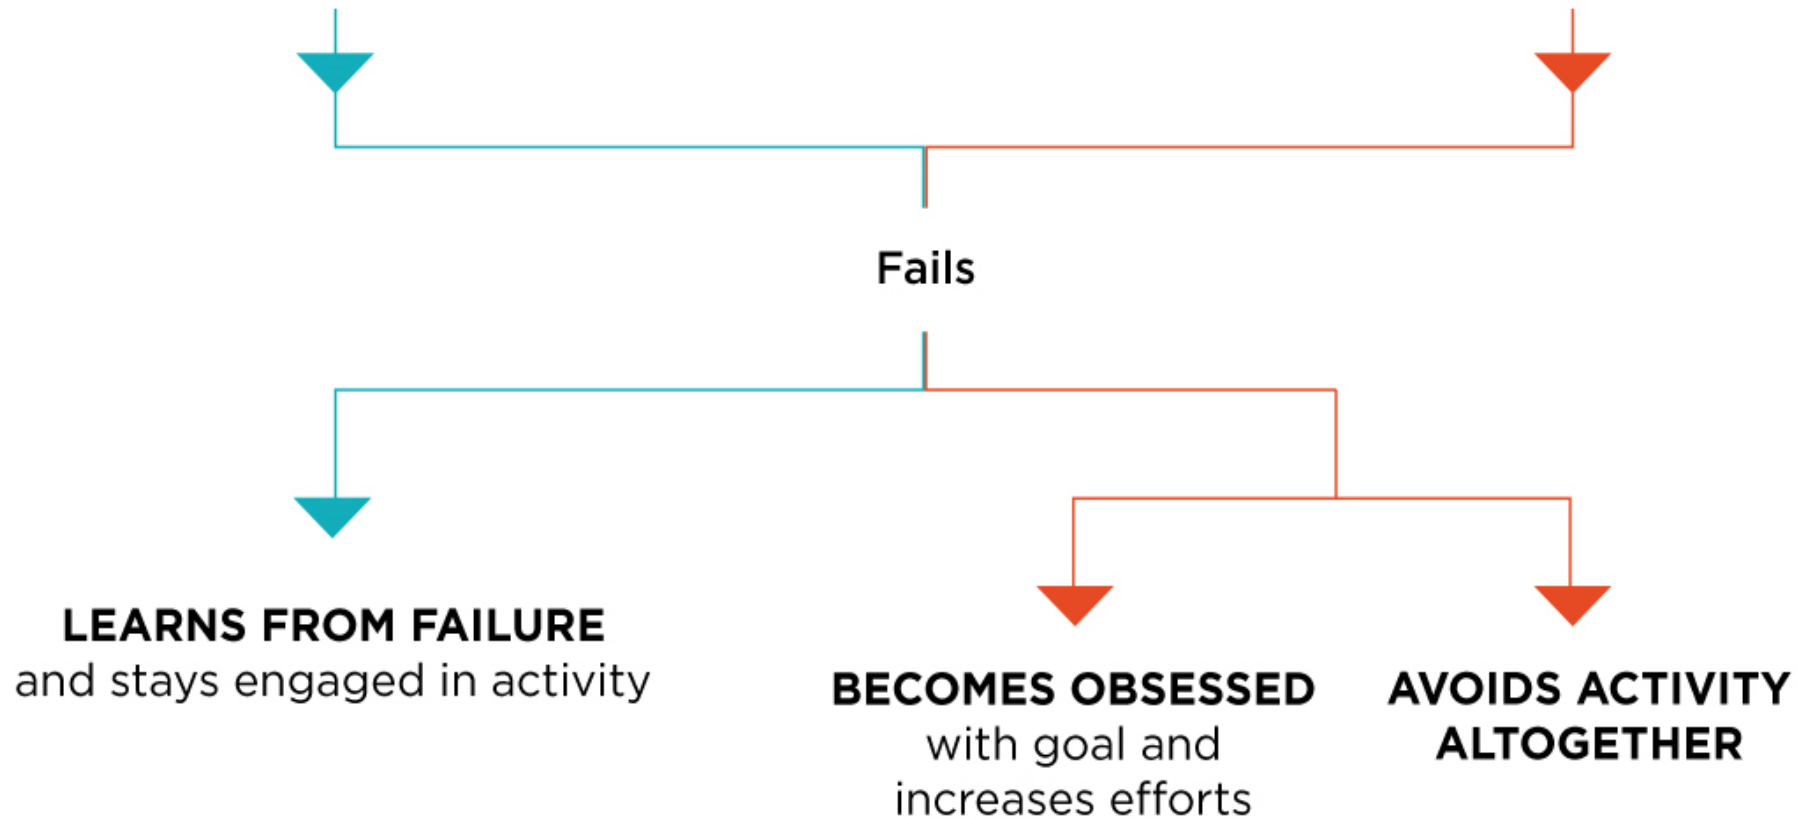 Fails
LEARNS FROM FAILURE
and stays engaged in activity
BECOMES OBSESSED
with goal and
increases efforts
AVOIDS ACTIVITY
ALTOGETHER